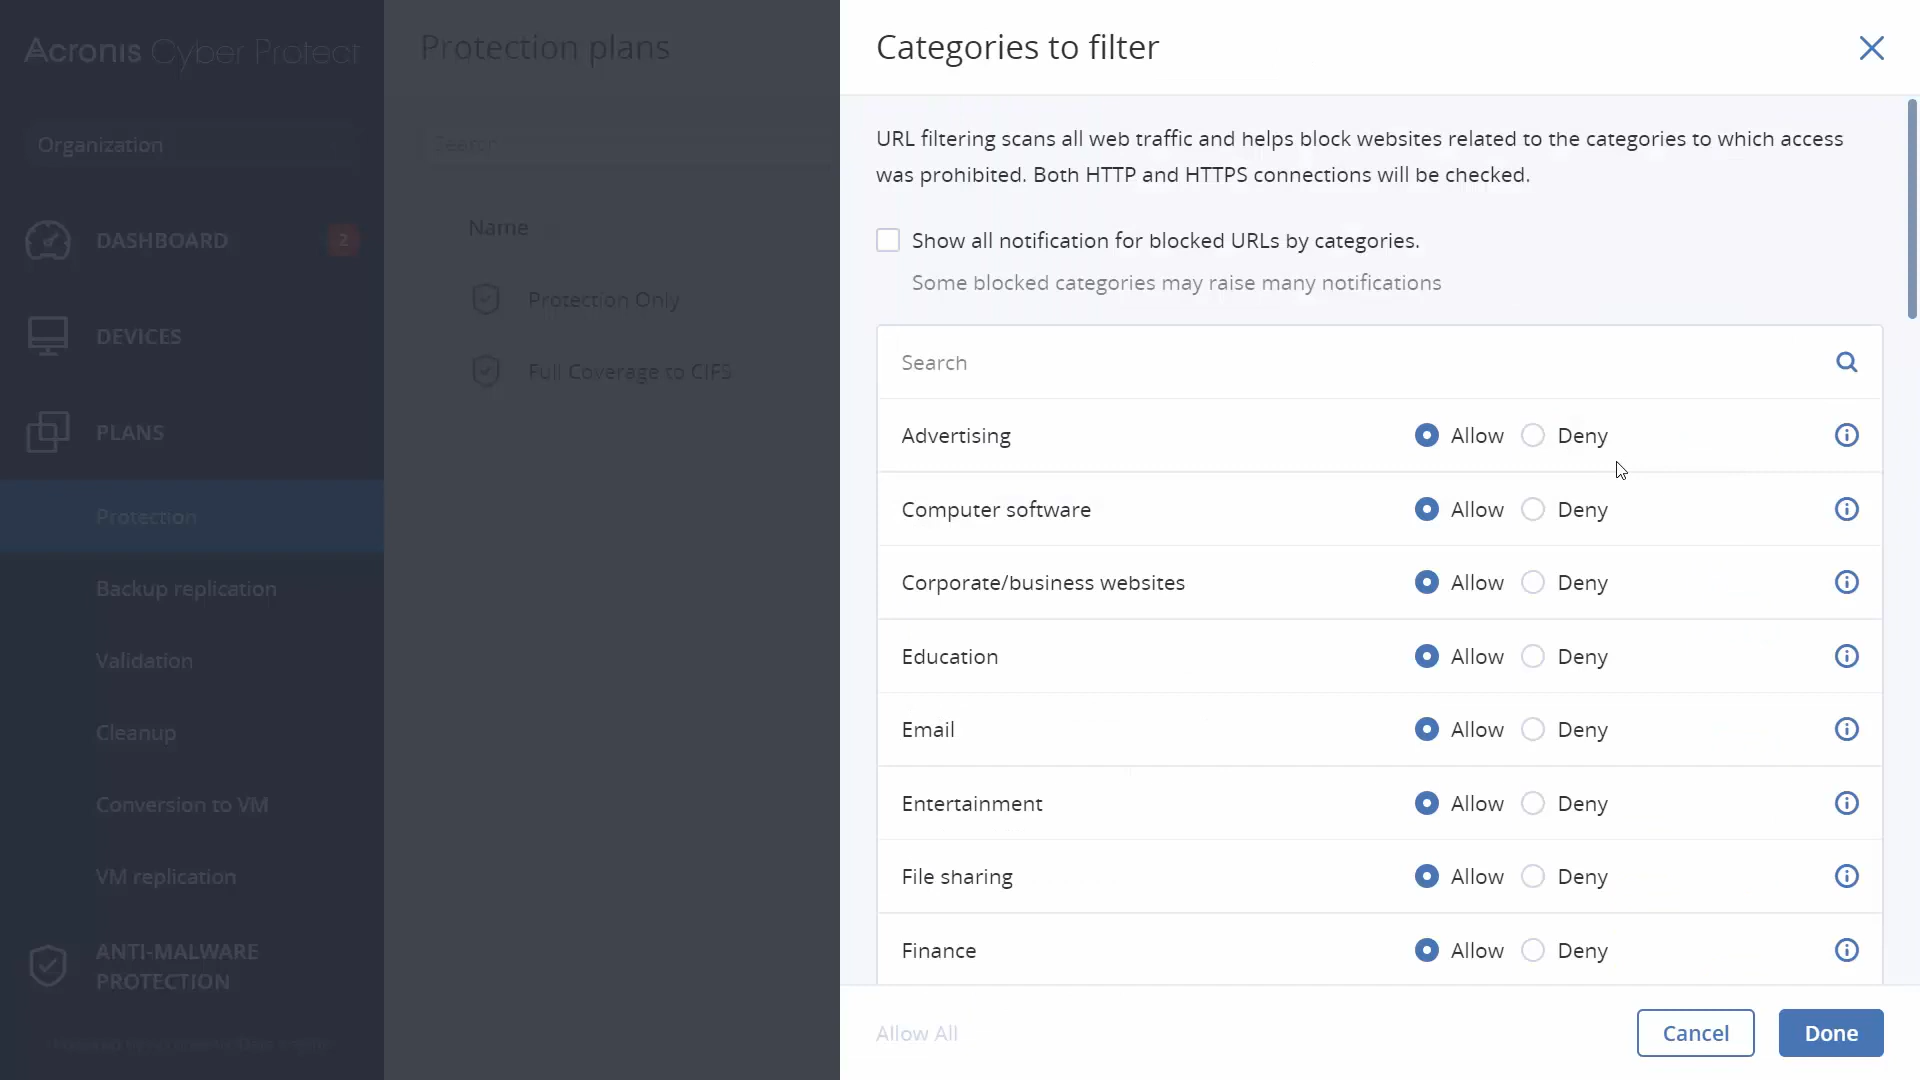 Acronis Cyber Protect
Organization
DASHBOARD
2
DEVICES
PLANS
Protection
Backup replication
Validation
Cleanup
Conversion to VM
VM replication
ANTI-MALWARE
PROTECTION
Protection plans
Search
Name
Protection Only
Full Coverage to CIFS
Categories to filter
URL filtering scans all web traffic and helps block websites related to the categories to which access
was prohibited. Both HTTP and HTTPS connections will be checked.
Show all notification for blocked URLs by categories.
Some blocked categories may raise many notifications
Search
Advertising Allow Deny
Computer software Allow Deny
Corporate/business websites Allow Deny
Education Allow Deny
Email Allow Deny
Entertainment Allow Deny
File sharing Allow Deny
Finance Allow Deny
Allow All Cancel Done